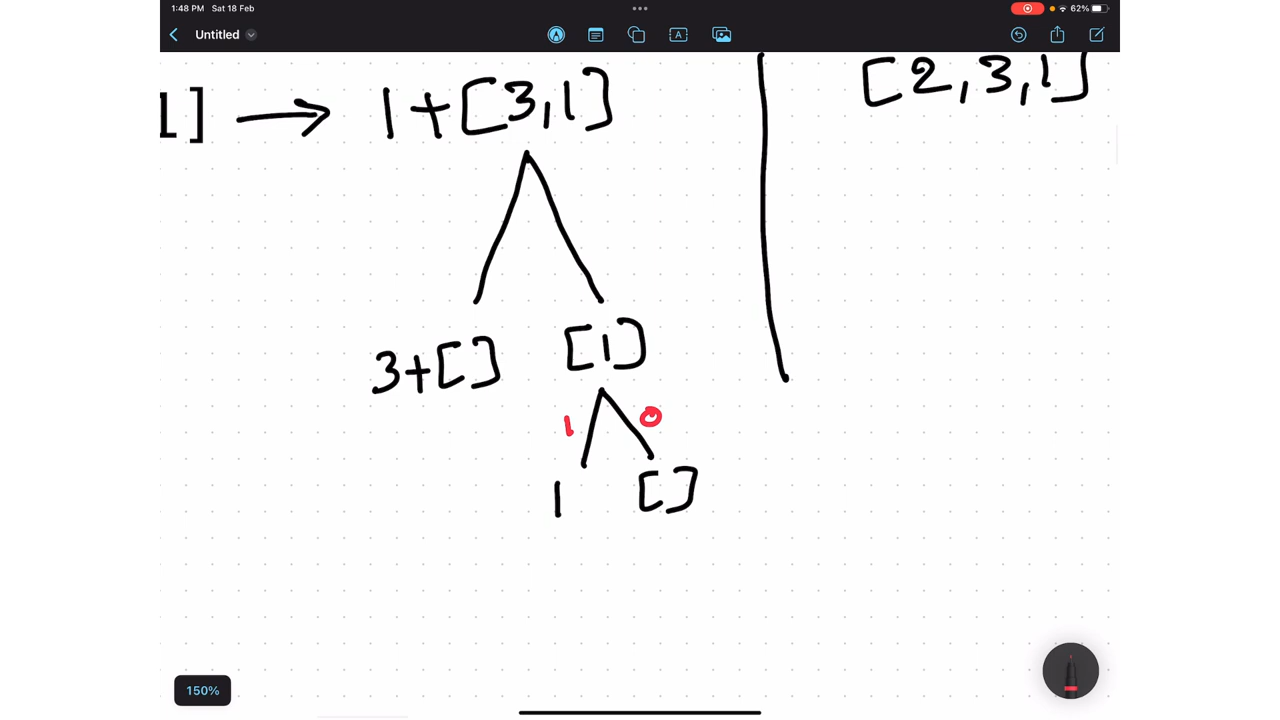 1:48 PM Sat 18 Feb
62%
Untitled
A
1] → 1+[3,1]
[2,3,1]
3+[] [1]
1 0
1 []
150%